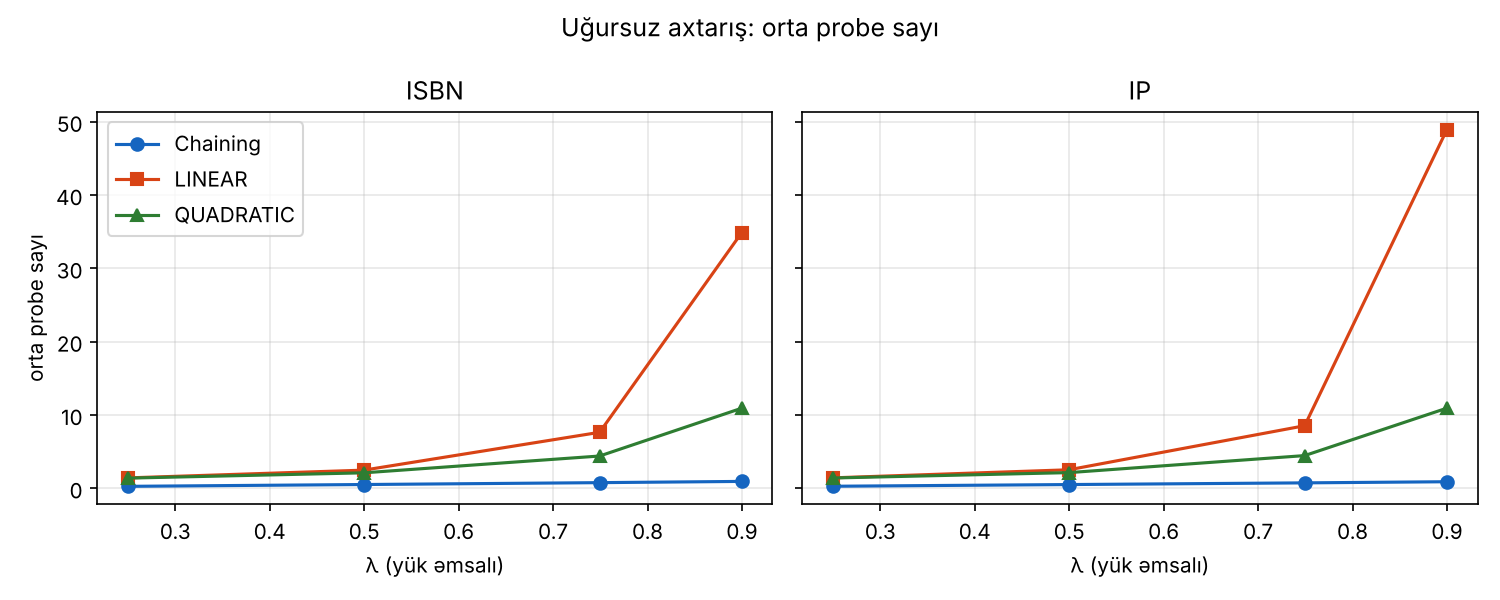 Uğursuz axtarış: orta probe sayı
ISBN
IP
Chaining
LINEAR
QUADRATIC
orta probe sayı
50
40
30
20
10
0
0.3 0.4 0.5 0.6 0.7 0.8 0.9
λ (yük əmsalı)
0.3 0.4 0.5 0.6 0.7 0.8 0.9
λ (yük əmsalı)